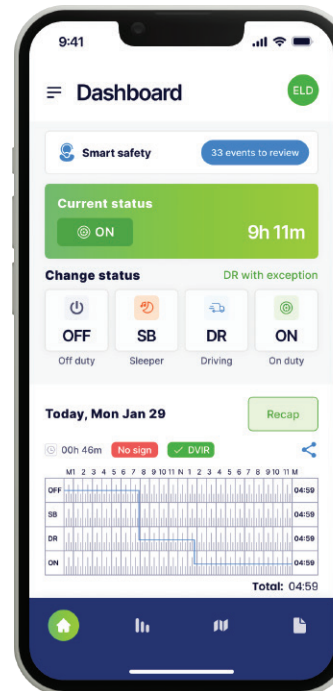 9:41
Dashboard
ELD
Smart safety
33 events to review
Current status
ON
9h 11m
Change status
DR with exception
OFF
SB
DR
ON
Off duty
Sleeper
Driving
On duty
Today, Mon Jan 29
Recap
00h 46m
No sign
DVIR
M1 2 3 4 5 6 7 8 9 10 11 N 1 2 3 4 5 6 7 8 9 10 11 M
OFF 04:59
SB 04:59
DR 04:59
ON 04:59
Total: 04:59